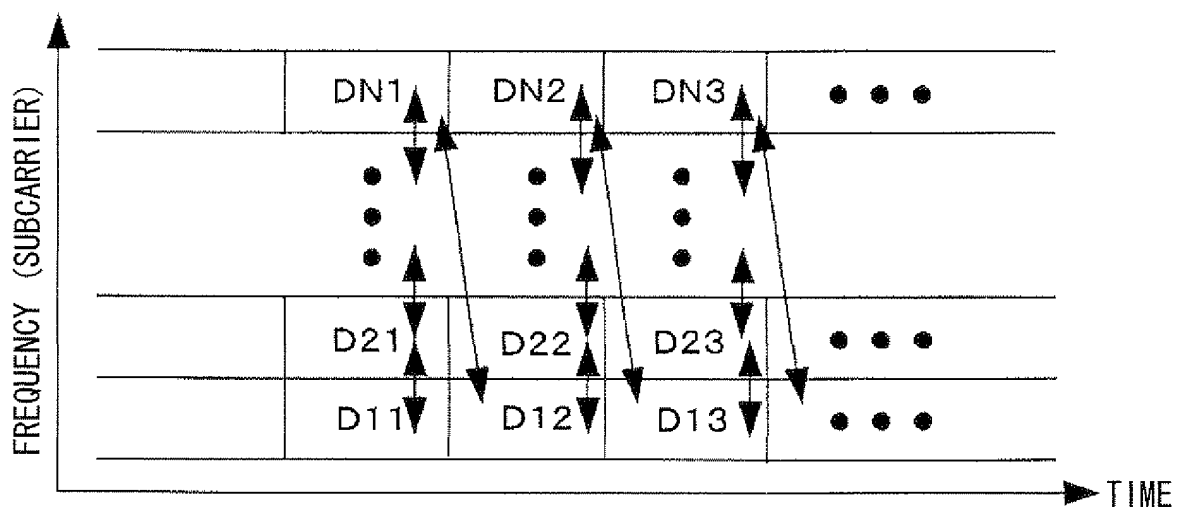 FREQUENCY (SUBCARRIER)
DN1 DN2 DN3 ● ● ●
D21 D22 D23 ● ● ●
D11 D12 D13 ● ● ●
TIME